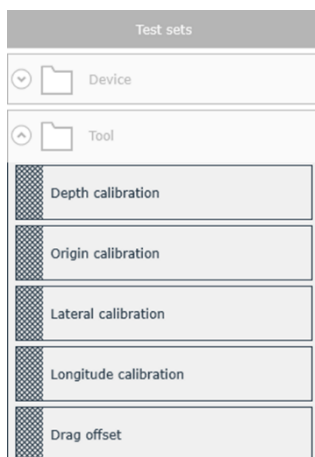 Test sets
Device
Tool
Depth calibration
Origin calibration
Lateral calibration
Longitude calibration
Drag offset